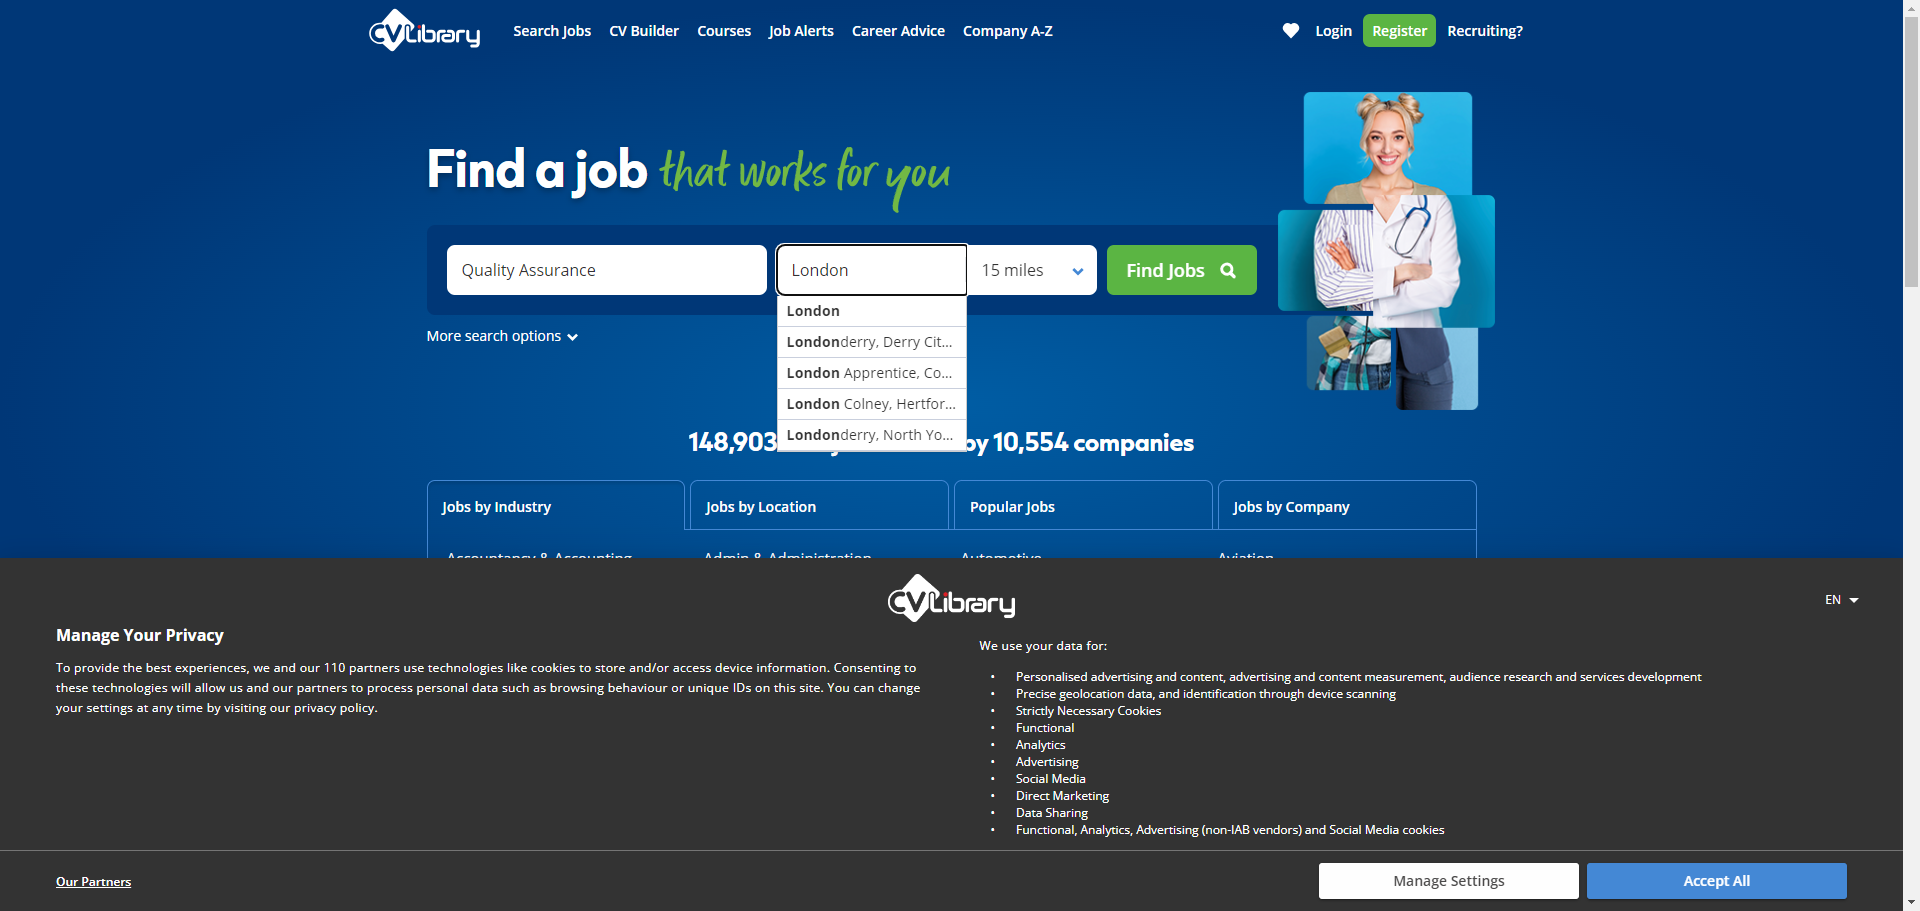 CV Library
Search Jobs
CV Builder
Courses
Job Alerts
Career Advice
Company A-Z
Login
Register
Recruiting?
Find a job that works for you
Quality Assurance
London
15 miles
Find Jobs
London
Londonderry, Derry Cit...
London Apprentice, Co...
London Colney, Hertfor...
Londonderry, North Yo...
More search options
148,903
by 10,554 companies
Jobs by Industry
Jobs by Location
Popular Jobs
Jobs by Company
Accountancy & Accounting
Admin & Administration
Automotive
Aviation
CV Library
EN
Manage Your Privacy
To provide the best experiences, we and our 110 partners use technologies like cookies to store and/or access device information. Consenting to
these technologies will allow us and our partners to process personal data such as browsing behaviour or unique IDs on this site. You can change
your settings at any time by visiting our privacy policy.
We use your data for:
• Personalised advertising and content, advertising and content measurement, audience research and services development
• Precise geolocation data, and identification through device scanning
• Strictly Necessary Cookies
• Functional
• Analytics
• Advertising
• Social Media
• Direct Marketing
• Data Sharing
• Functional, Analytics, Advertising (non-IAB vendors) and Social Media cookies
Our Partners
Manage Settings
Accept All